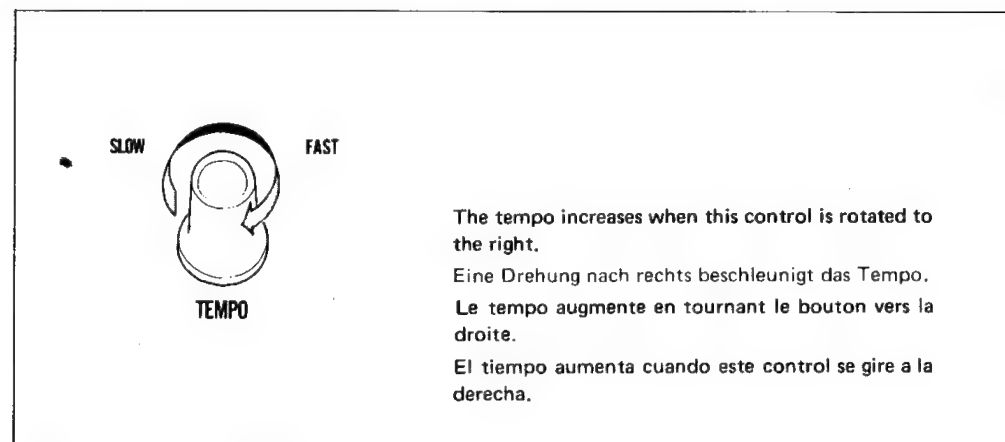 SLOW FAST
TEMPO
The tempo increases when this control is rotated to
the right.
Eine Drehung nach rechts beschleunigt das Tempo.
Le tempo augmente en tournant le bouton vers la
droite.
El tiempo aumenta cuando este control se gire a la
derecha.